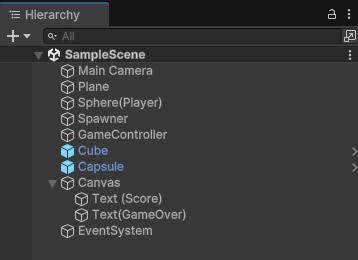 Hierarchy
All
SampleScene
Main Camera
Plane
Sphere(Player)
Spawner
GameController
Cube
Capsule
Canvas
Text (Score)
Text(GameOver)
EventSystem